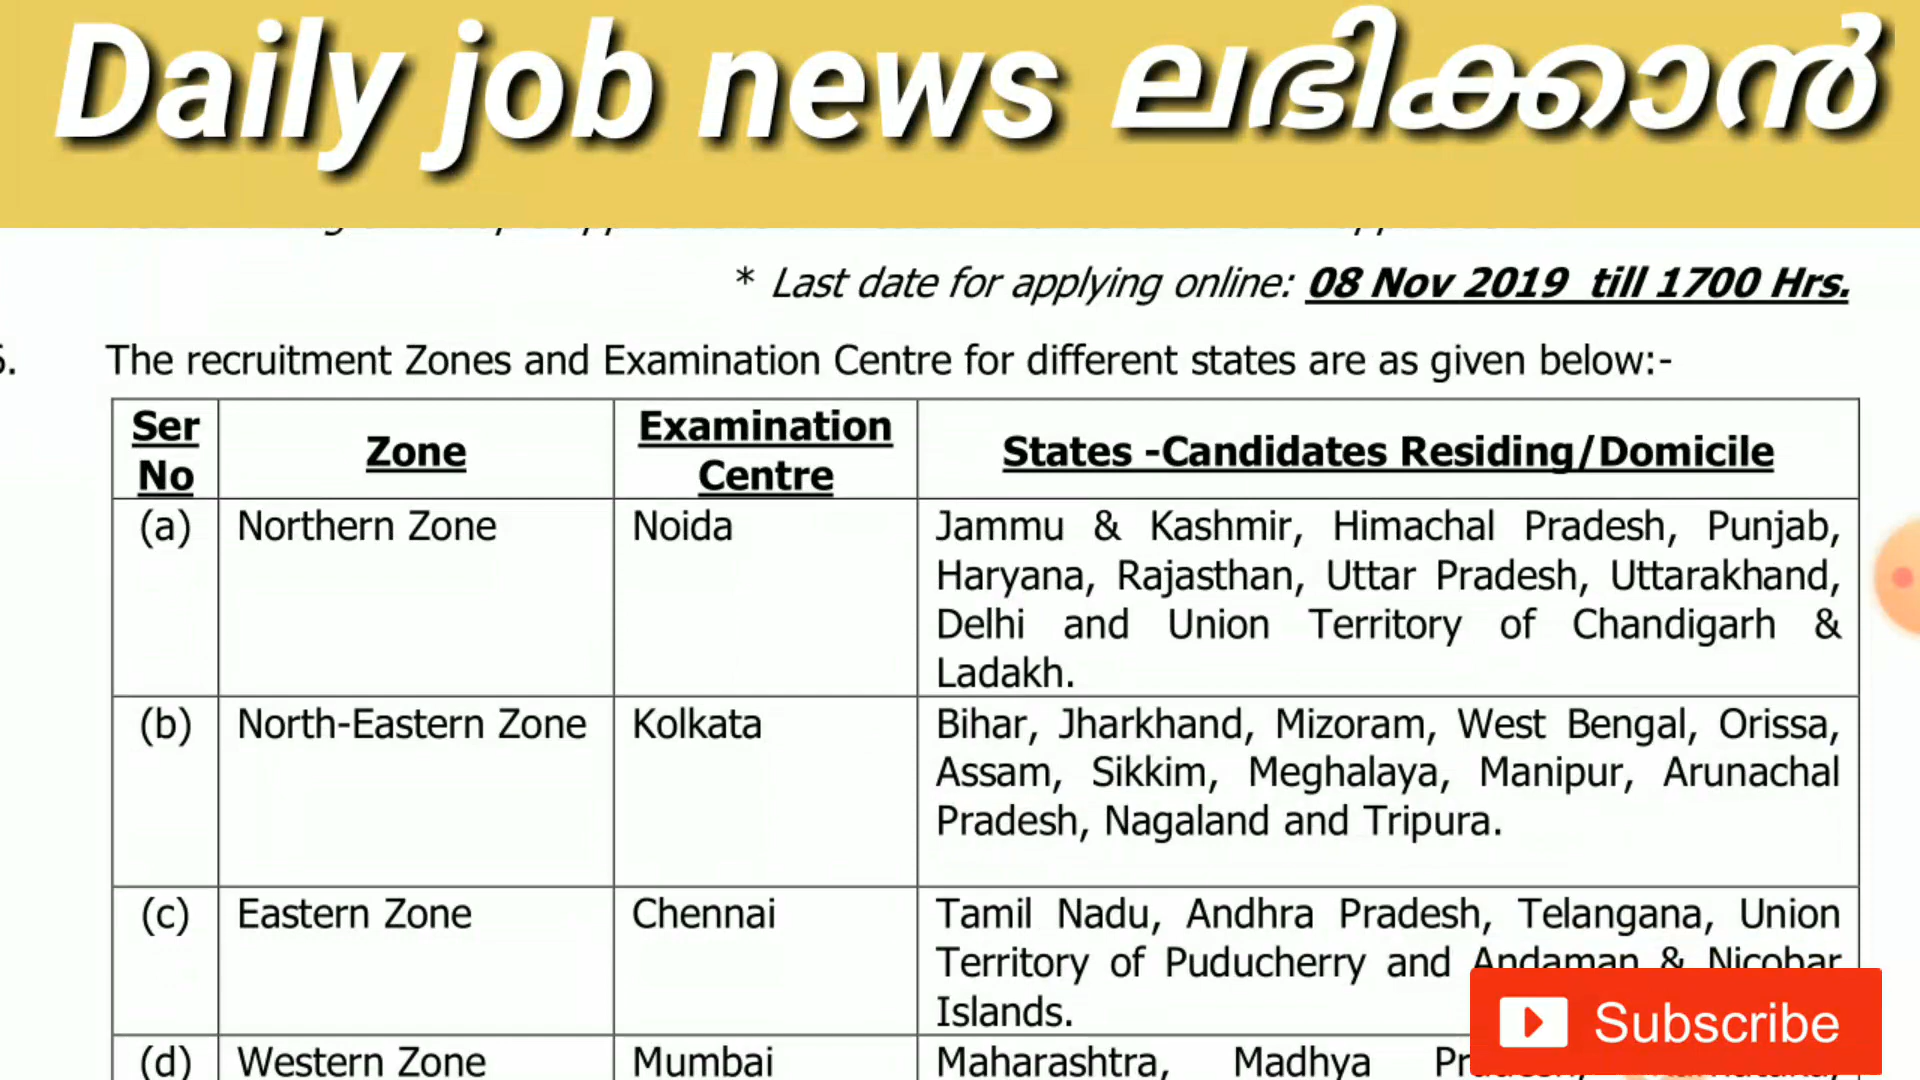 Daily job news ലഭിക്കാൻ
* Last date for applying online: 08 Nov 2019 till 1700 Hrs.
The recruitment Zones and Examination Centre for different states are as given below:-
Ser No Zone Examination Centre States -Candidates Residing/Domicile
(a) Northern Zone Noida Jammu & Kashmir, Himachal Pradesh, Punjab,
Haryana, Rajasthan, Uttar Pradesh, Uttarakhand,
Delhi and Union Territory of Chandigarh &
Ladakh.
(b) North-Eastern Zone Kolkata Bihar, Jharkhand, Mizoram, West Bengal, Orissa,
Assam, Sikkim, Meghalaya, Manipur, Arunachal
Pradesh, Nagaland and Tripura.
(c) Eastern Zone Chennai Tamil Nadu, Andhra Pradesh, Telangana, Union
Territory of Puducherry and Andaman & Nicobar
Islands.
(d) Western Zone Mumbai Maharashtra, Madhya
Subscribe